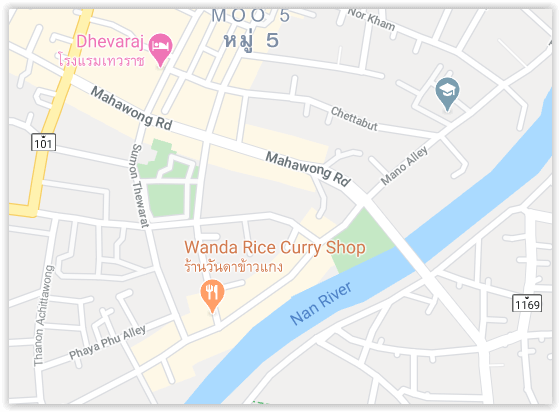 MOO 5
หมู่ 5
Nor Kham
Dhevaraj
โรงแรมเทวราช
Mahawong Rd
Chettabut
101
Sumon Thewarat
Mahawong Rd
Mano Alley
Wanda Rice Curry Shop
ร้านวันดาข้าวแกง
Nan River
1169
Thanon Achittawong
Phaya Phu Alley